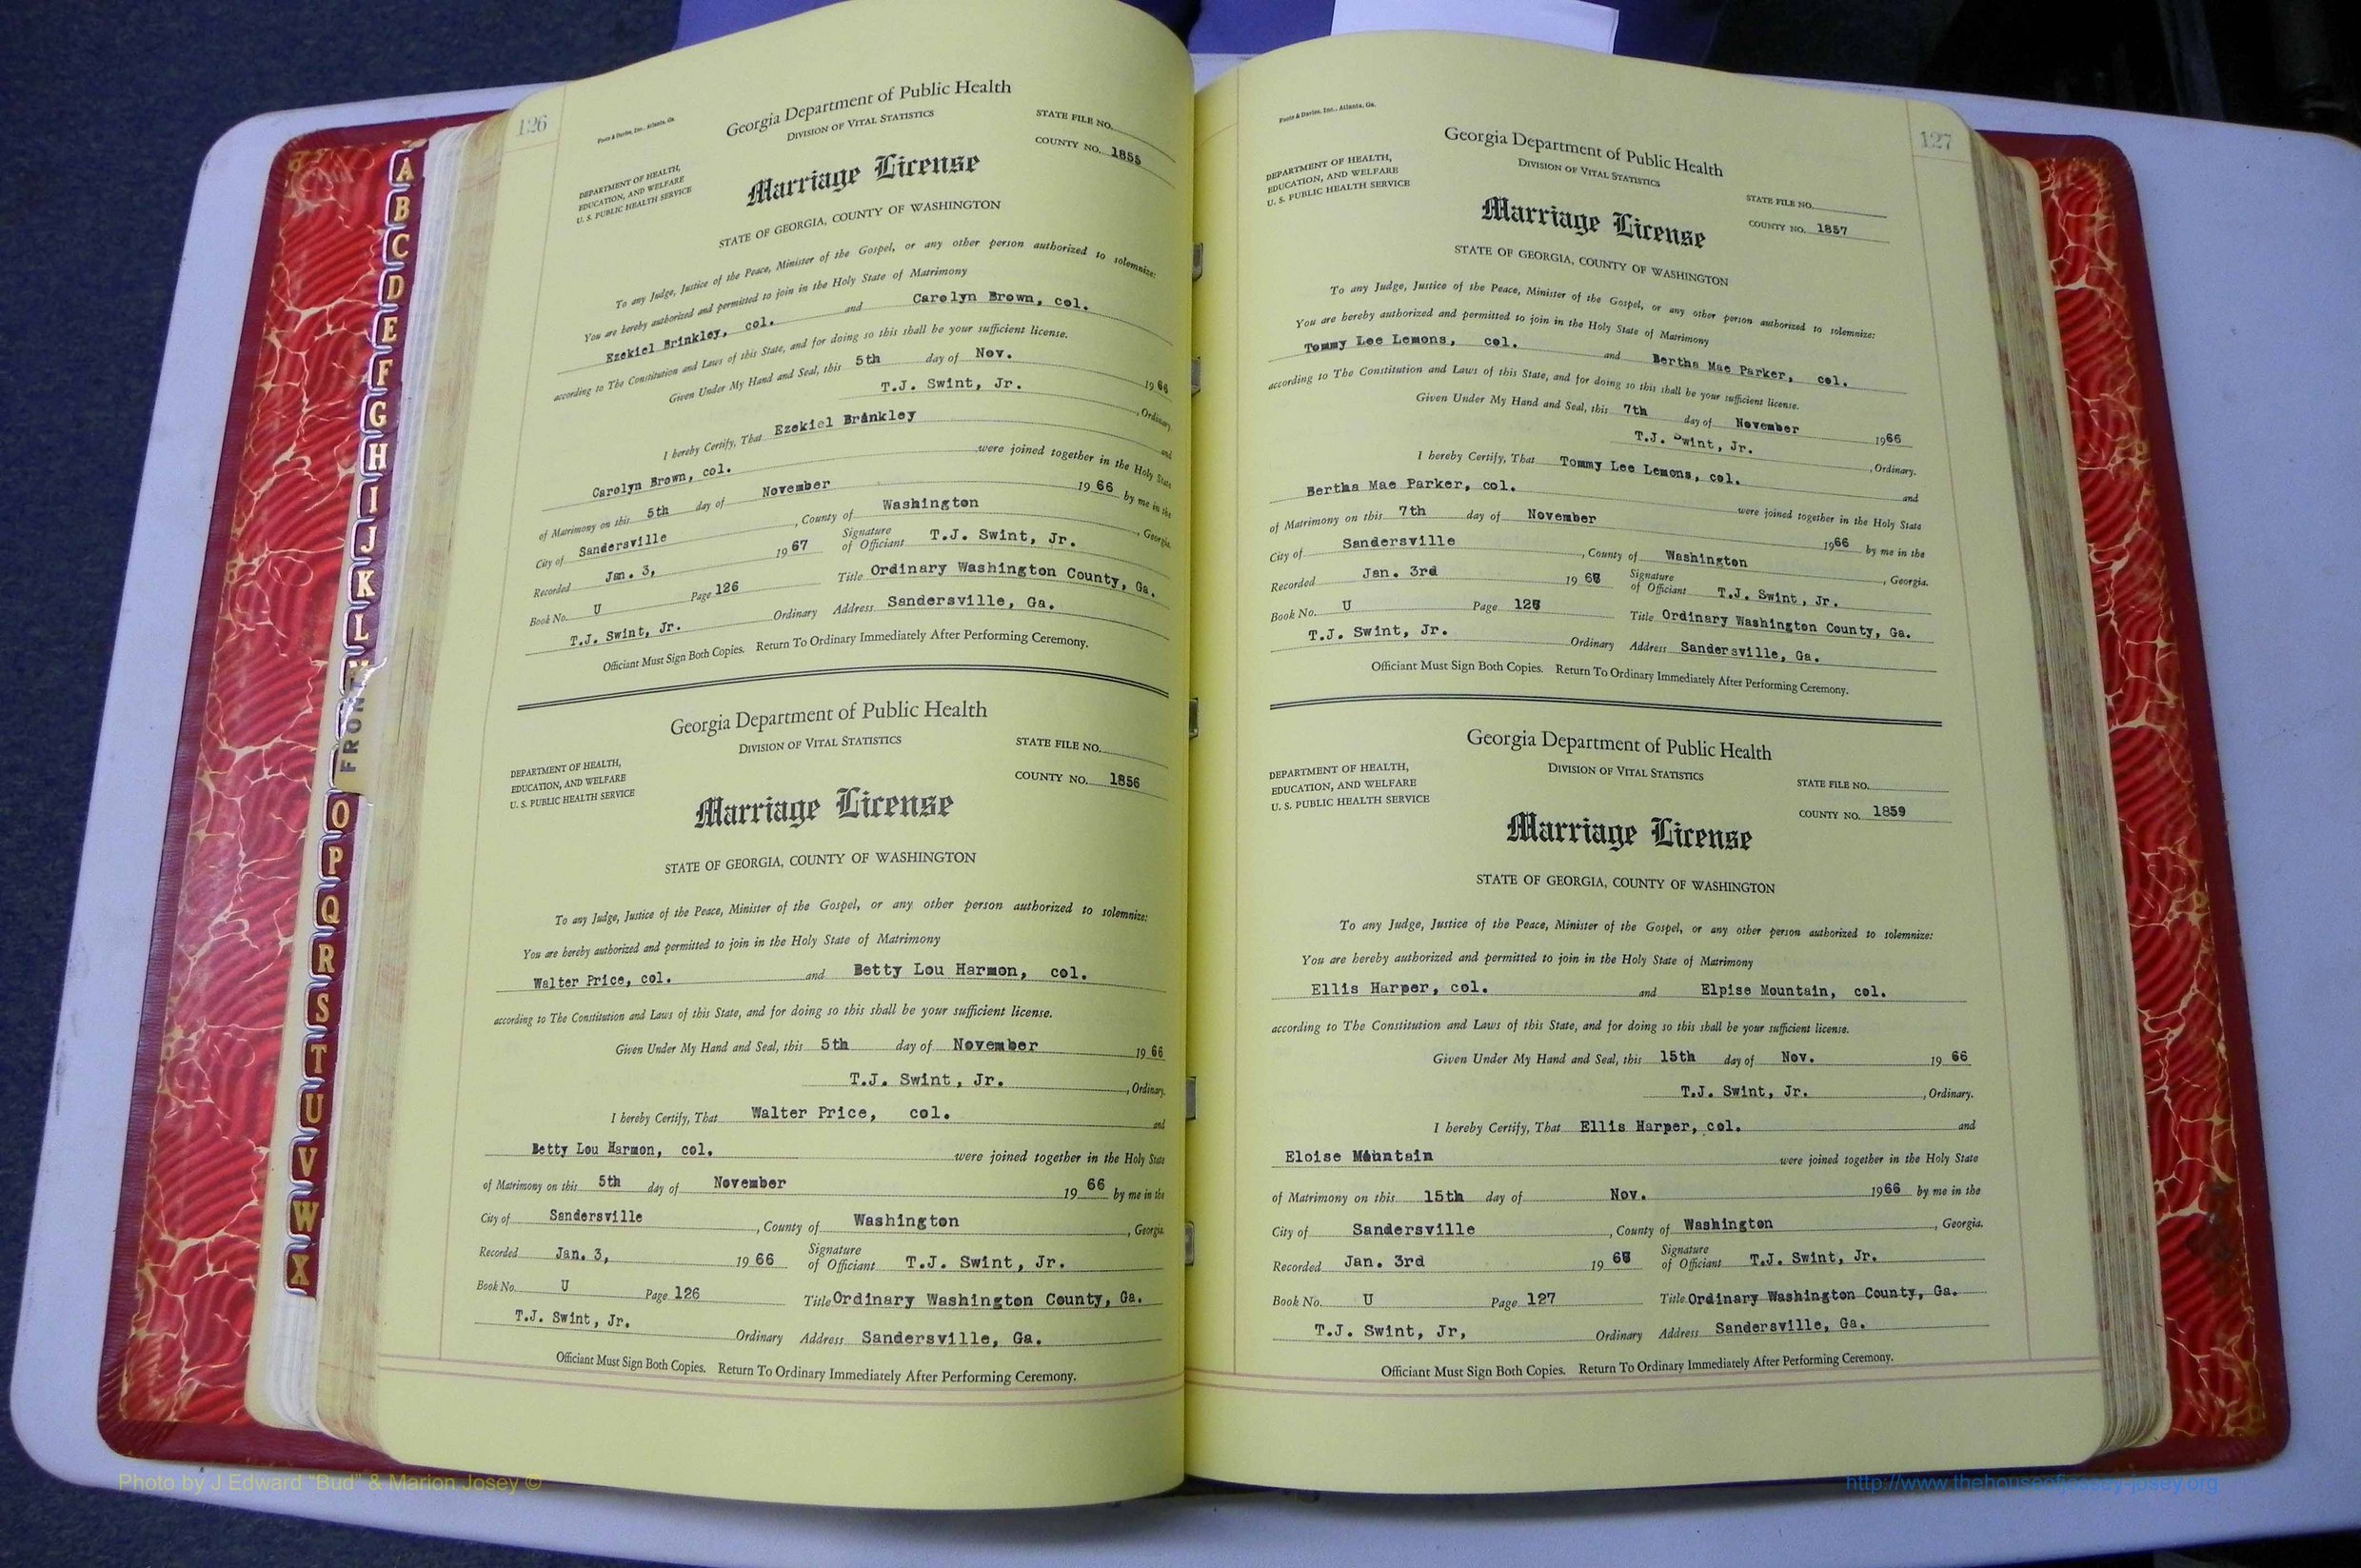 A
B
C
D
E
F
G
H
I
J
K
L
FRONT
O
P
Q
R
S
T
U
V
W
X
126
Foote & Davies, Inc., Atlanta, Ga.
Georgia Department of Public Health
DIVISION OF VITAL STATISTICS
STATE FILE NO.
COUNTY NO. 1855
DEPARTMENT OF HEALTH,
EDUCATION, AND WELFARE
U. S. PUBLIC HEALTH SERVICE
Marriage License
STATE OF GEORGIA, COUNTY OF WASHINGTON
To any Judge, Justice of the Peace, Minister of the Gospel, or any other person authorized to solemnize:
You are hereby authorized and permitted to join in the Holy State of Matrimony
Ezekiel Brinkley, col. and Carolyn Brown, col.
according to The Constitution and Laws of this State, and for doing so this shall be your sufficient license.
Given Under My Hand and Seal, this 5th day of Nov. 1966
T.J. Swint, Jr. , Ordinary.
I hereby Certify, That Ezekiel Brinkley and
Carolyn Brown, col. were joined together in the Holy State
of Matrimony on this 5th day of November 1966 by me in the
City of Sandersville , County of Washington , Georgia.
Recorded Jan. 3, 1967 Signature of Officiant T.J. Swint, Jr.
Book No. U Page 126 Title Ordinary Washington County, Ga.
T.J. Swint, Jr. Ordinary Address Sandersville, Ga.
Officiant Must Sign Both Copies. Return To Ordinary Immediately After Performing Ceremony.
Georgia Department of Public Health
DIVISION OF VITAL STATISTICS
STATE FILE NO.
COUNTY NO. 1856
DEPARTMENT OF HEALTH,
EDUCATION, AND WELFARE
U. S. PUBLIC HEALTH SERVICE
Marriage License
STATE OF GEORGIA, COUNTY OF WASHINGTON
To any Judge, Justice of the Peace, Minister of the Gospel, or any other person authorized to solemnize:
You are hereby authorized and permitted to join in the Holy State of Matrimony
Walter Price, col. and Betty Lou Harmon, col.
according to The Constitution and Laws of this State, and for doing so this shall be your sufficient license.
Given Under My Hand and Seal, this 5th day of November 1966
T.J. Swint, Jr. , Ordinary.
I hereby Certify, That Walter Price, col. and
Betty Lou Harmon, col. were joined together in the Holy State
of Matrimony on this 5th day of November 1966 by me in the
City of Sandersville , County of Washington , Georgia.
Recorded Jan. 3, 1966 Signature of Officiant T.J. Swint, Jr.
Book No. U Page 126 Title Ordinary Washington County, Ga.
T.J. Swint, Jr. Ordinary Address Sandersville, Ga.
Officiant Must Sign Both Copies. Return To Ordinary Immediately After Performing Ceremony.
127
Foote & Davies, Inc., Atlanta, Ga.
Georgia Department of Public Health
DIVISION OF VITAL STATISTICS
STATE FILE NO.
COUNTY NO. 1857
DEPARTMENT OF HEALTH,
EDUCATION, AND WELFARE
U. S. PUBLIC HEALTH SERVICE
Marriage License
STATE OF GEORGIA, COUNTY OF WASHINGTON
To any Judge, Justice of the Peace, Minister of the Gospel, or any other person authorized to solemnize:
You are hereby authorized and permitted to join in the Holy State of Matrimony
Tommy Lee Lemons, col. and Bertha Mae Parker, col.
according to The Constitution and Laws of this State, and for doing so this shall be your sufficient license.
Given Under My Hand and Seal, this 7th day of November 1966
T.J. Swint, Jr. , Ordinary.
I hereby Certify, That Tommy Lee Lemons, col. and
Bertha Mae Parker, col. were joined together in the Holy State
of Matrimony on this 7th day of November 1966 by me in the
City of Sandersville , County of Washington , Georgia.
Recorded Jan. 3rd Signature of Officiant T.J. Swint, Jr.
Book No. U Page Title Ordinary Washington County, Ga.
T.J. Swint, Jr. Ordinary Address Sandersville, Ga.
Officiant Must Sign Both Copies. Return To Ordinary Immediately After Performing Ceremony.
Georgia Department of Public Health
DIVISION OF VITAL STATISTICS
STATE FILE NO.
COUNTY NO. 1859
DEPARTMENT OF HEALTH,
EDUCATION, AND WELFARE
U. S. PUBLIC HEALTH SERVICE
Marriage License
STATE OF GEORGIA, COUNTY OF WASHINGTON
To any Judge, Justice of the Peace, Minister of the Gospel, or any other person authorized to solemnize:
You are hereby authorized and permitted to join in the Holy State of Matrimony
Ellis Harper, col. and Elpise Mountain, col.
according to The Constitution and Laws of this State, and for doing so this shall be your sufficient license.
Given Under My Hand and Seal, this 15th day of Nov. 1966
T.J. Swint, Jr. , Ordinary.
I hereby Certify, That Ellis Harper, col. and
Eloise Mountain were joined together in the Holy State
of Matrimony on this 15th day of Nov. 1966 by me in the
City of Sandersville , County of Washington , Georgia.
Recorded Jan. 3rd Signature of Officiant T.J. Swint, Jr.
Book No. U Page 127 Title Ordinary Washington County, Ga.
T.J. Swint, Jr, Ordinary Address Sandersville, Ga.
Officiant Must Sign Both Copies. Return To Ordinary Immediately After Performing Ceremony.
Photo by J Edward "Bud" & Marion Josey ©
http://www.thehouseofjossey-josey.org